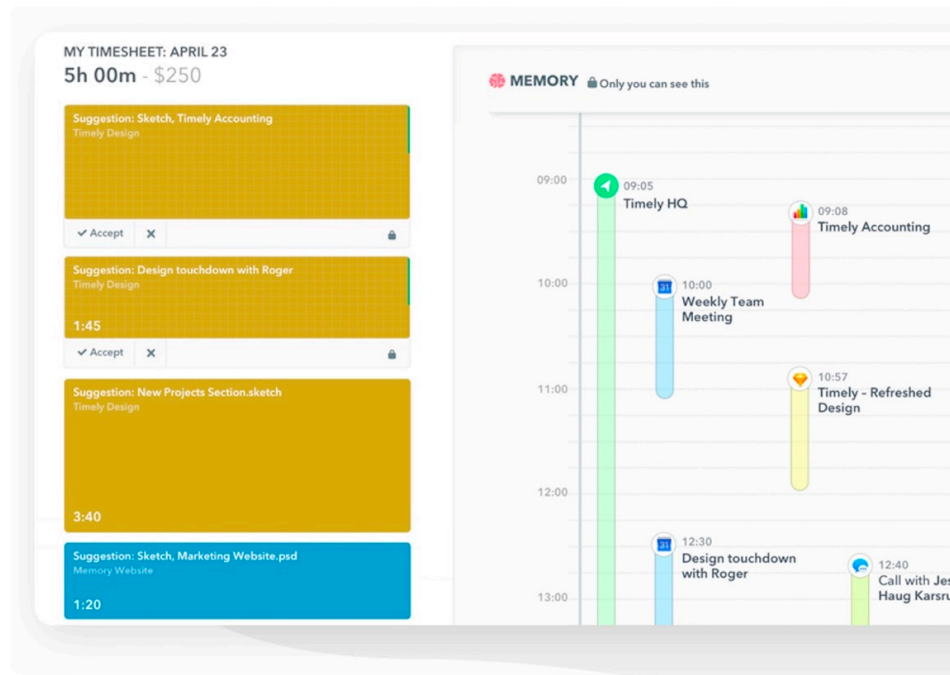 MY TIMESHEET: APRIL 23
5h 00m - $250
Suggestion: Sketch, Timely Accounting
Timely Design
Accept
Suggestion: Design touchdown with Roger
Timely Design
1:45
Accept
Suggestion: New Projects Section.sketch
Timely Design
3:40
Suggestion: Sketch, Marketing Website.psd
Memory Website
1:20
MEMORY Only you can see this
09:00
09:05
Timely HQ
09:08
Timely Accounting
10:00
31
10:00
Weekly Team
Meeting
10:57
Timely - Refreshed
Design
11:00
12:00
31
12:30
Design touchdown
with Roger
12:40
Call with Jes
Haug Karsru
13:00